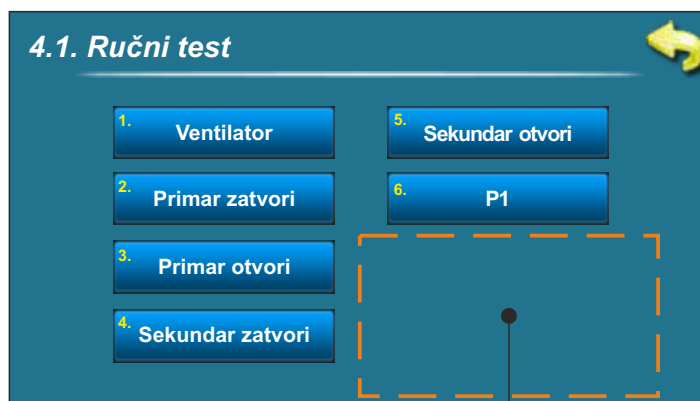 4.1. Ručni test
1. Ventilator
2. Primar zatvori
3. Primar otvori
4. Sekundar zatvori
5. Sekundar otvori
6. P1